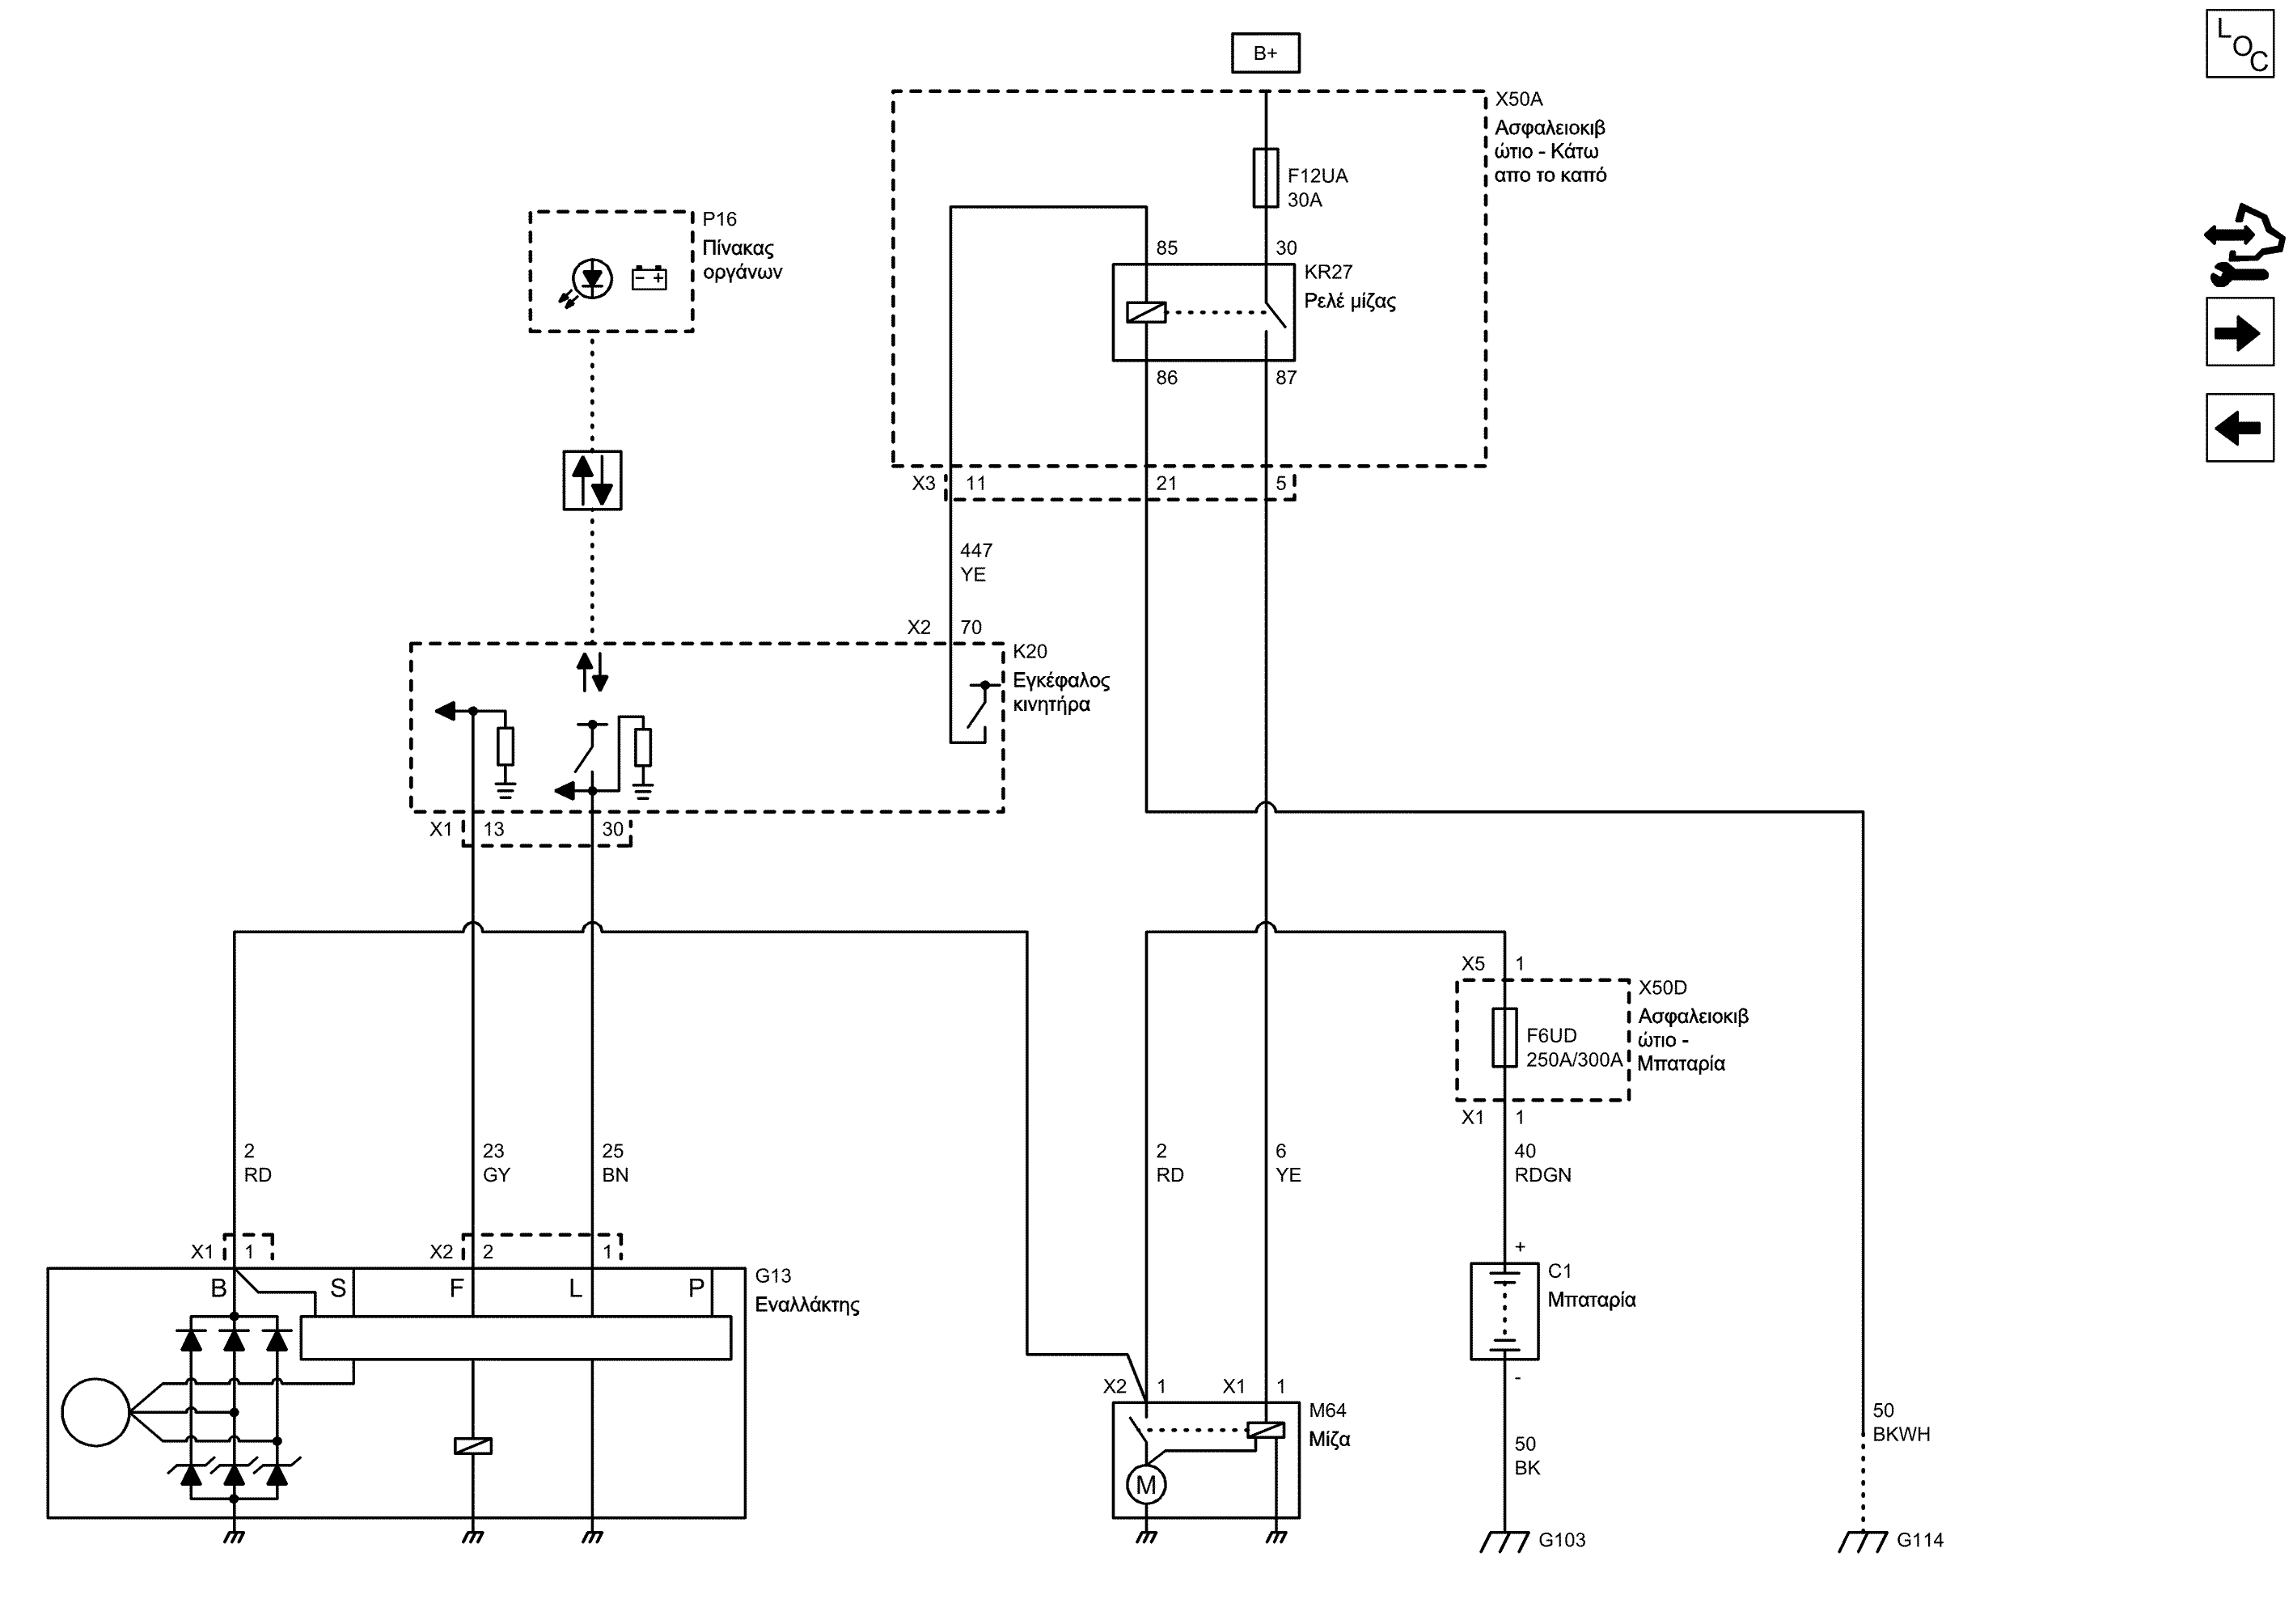 B+
L
O
C
X50A
Ασφαλειοκιβ
ώτιο - Κάτω
απο το καπό
F12UA
30A
P16
Πίνακας
οργάνων
- +
85
30
KR27
Ρελέ μίζας
86
87
X3
11
21
5
447
YE
X2
70
K20
Εγκέφαλος
κινητήρα
X1
13
30
X5
1
X50D
Ασφαλειοκιβ
ώτιο -
Μπαταρία
F6UD
250A/300A
X1
1
2
RD
23
GY
25
BN
2
RD
6
YE
40
RDGN
X1
1
X2
2
1
+
B
S
F
L
P
G13
Εναλλάκτης
C1
Μπαταρία
-
X2
1
X1
1
M64
Μίζα
M
50
BK
50
BKWH
G103
G114